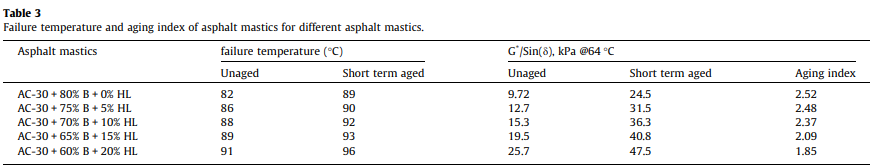 Table 3
Failure temperature and aging index of asphalt mastics for different asphalt mastics.
Asphalt mastics failure temperature (°C) G*/Sin(δ), kPa @64 °C
Unaged Short term aged Unaged Short term aged Aging index
AC-30 + 80% B + 0% HL 82 89 9.72 24.5 2.52
AC-30 + 75% B + 5% HL 86 90 12.7 31.5 2.48
AC-30 + 70% B + 10% HL 88 92 15.3 36.3 2.37
AC-30 + 65% B + 15% HL 89 93 19.5 40.8 2.09
AC-30 + 60% B + 20% HL 91 96 25.7 47.5 1.85